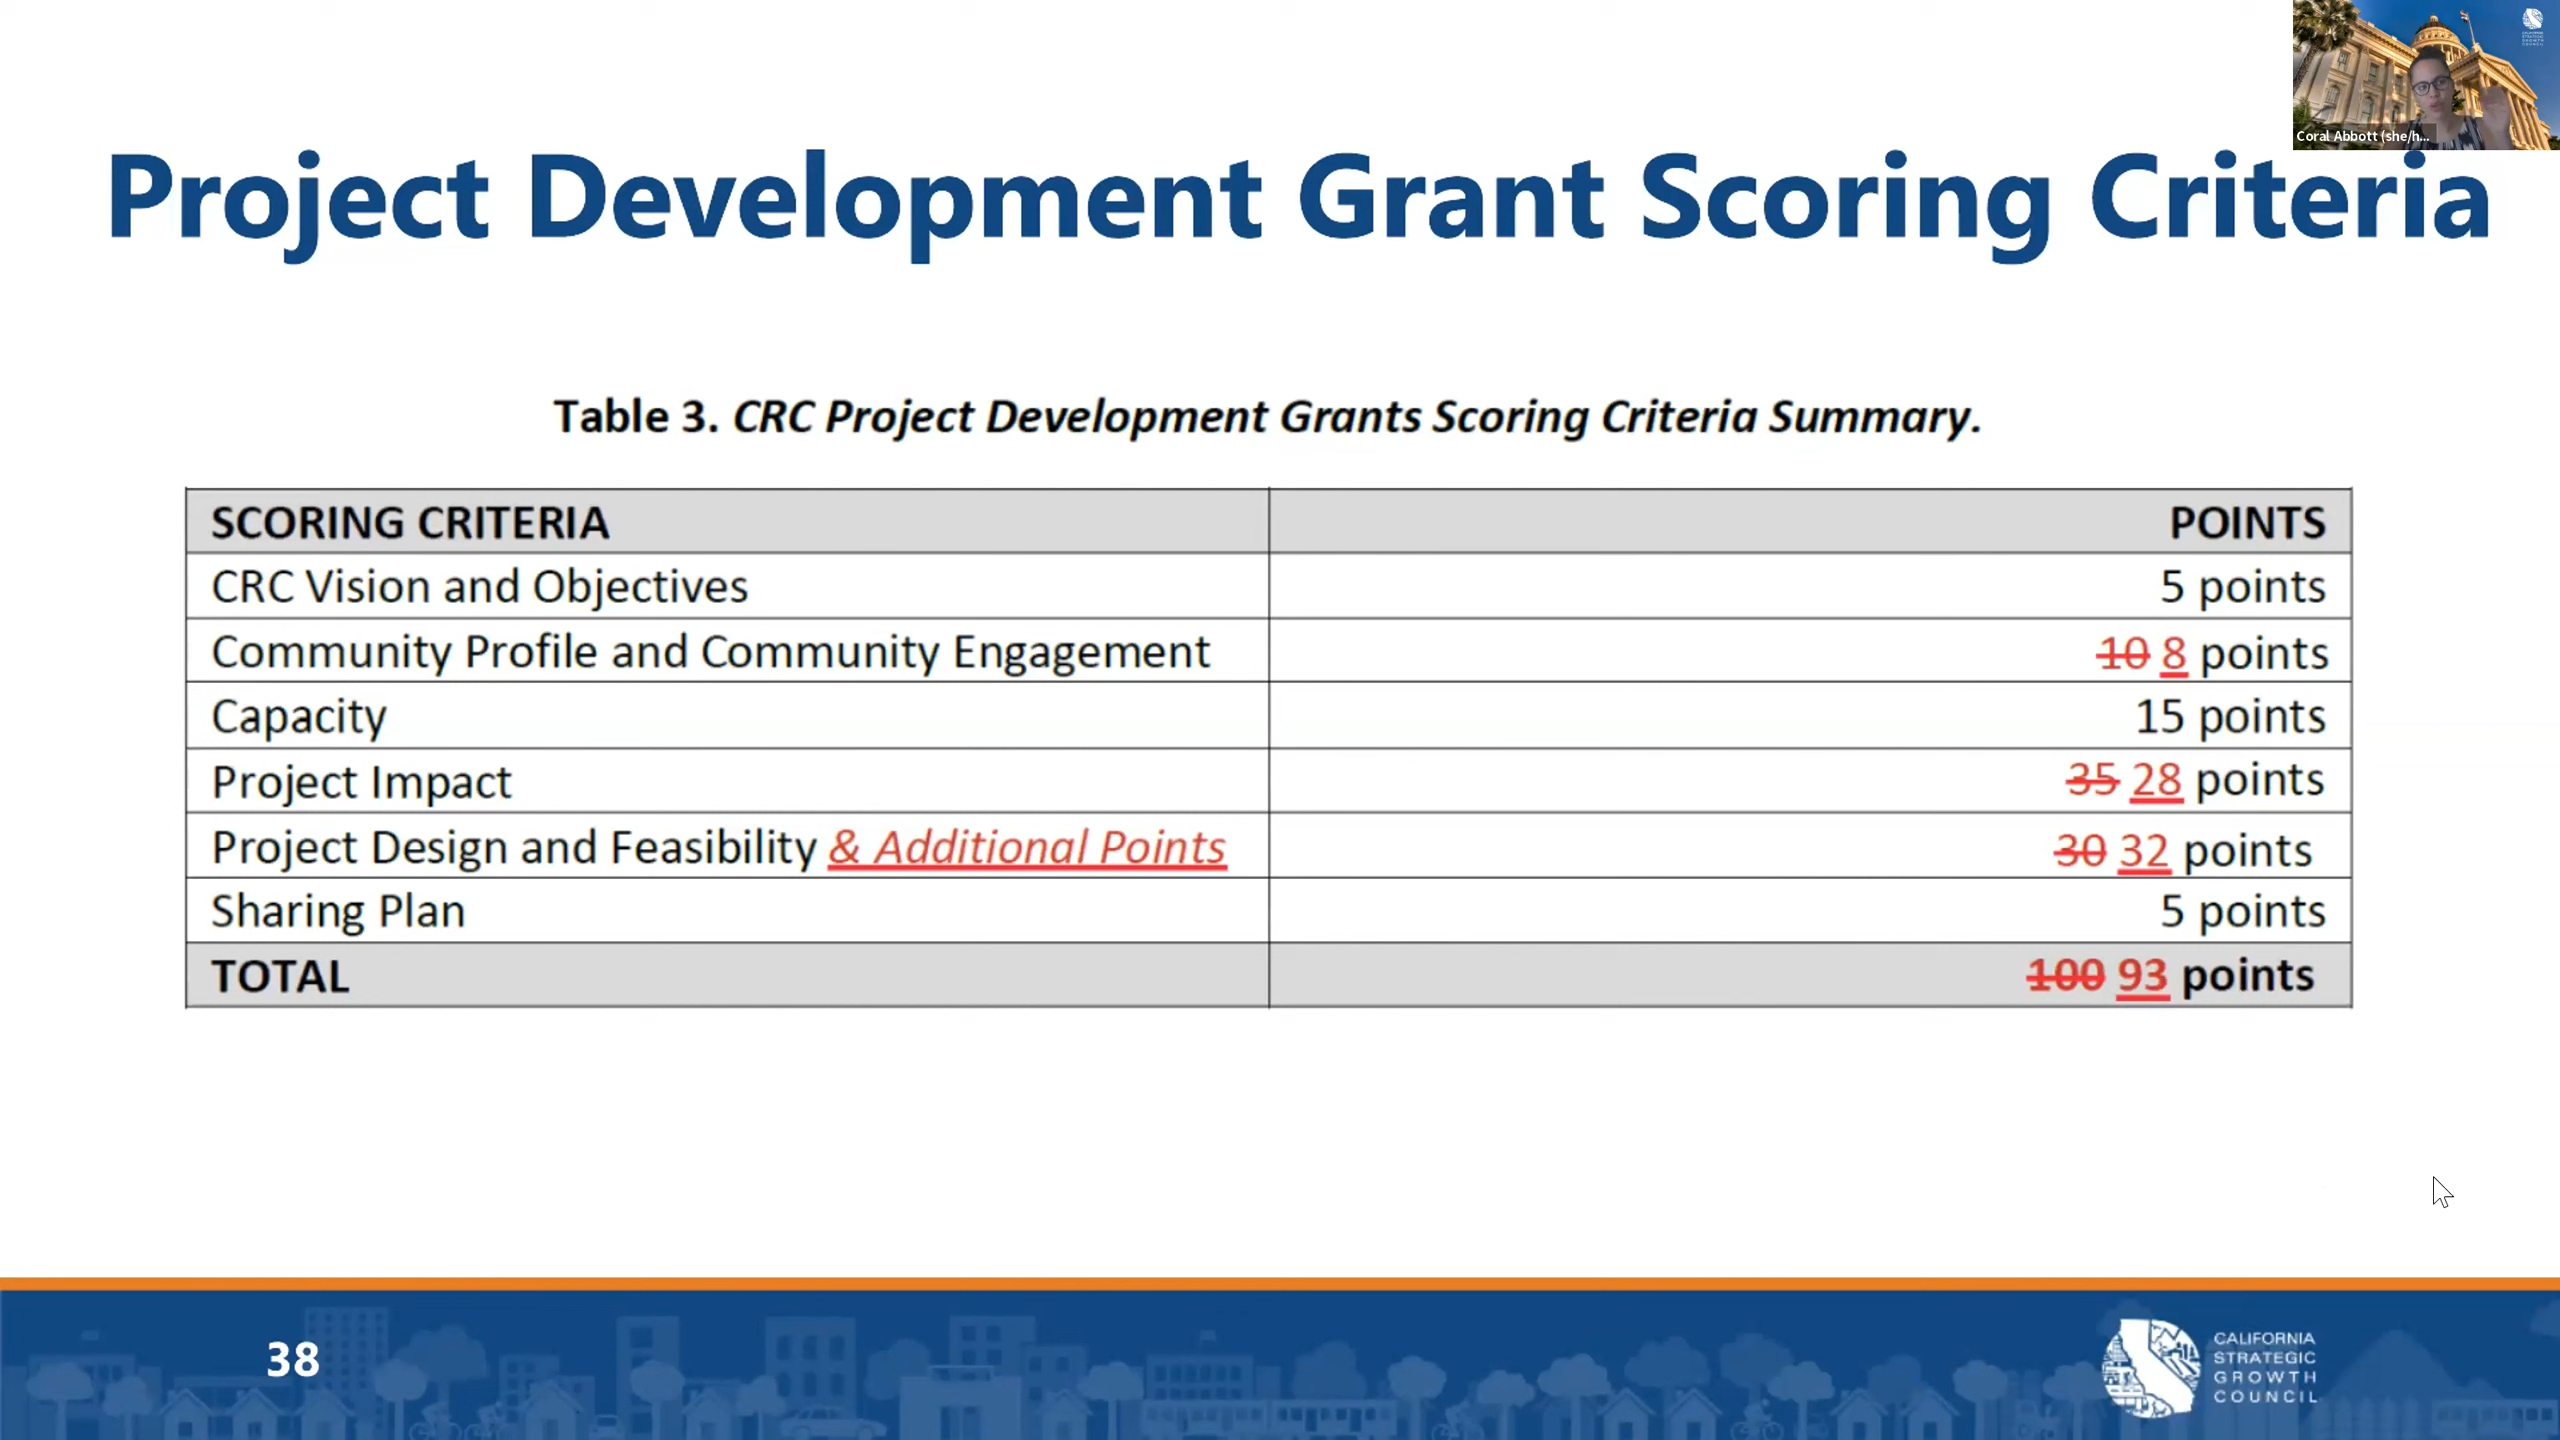 Coral Abbott (she/h...
Project Development Grant Scoring Criteria
Table 3. CRC Project Development Grants Scoring Criteria Summary.
SCORING CRITERIA POINTS
CRC Vision and Objectives 5 points
Community Profile and Community Engagement 10 8 points
Capacity 15 points
Project Impact 35 28 points
Project Design and Feasibility & Additional Points 30 32 points
Sharing Plan 5 points
TOTAL 100 93 points
38
CALIFORNIA
STRATEGIC
GROWTH
COUNCIL